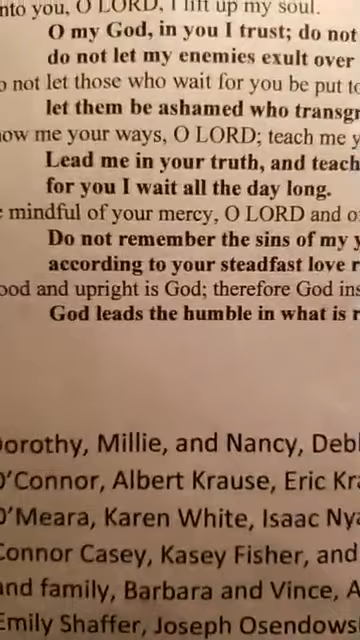 nto you, O LORD, I lift up my soul.
O my God, in you I trust; do not
do not let my enemies exult over
o not let those who wait for you be put to
let them be ashamed who transgr
ow me your ways, O LORD; teach me y
Lead me in your truth, and teach
for you I wait all the day long.
mindful of your mercy, O LORD and o
Do not remember the sins of my y
according to your steadfast love r
ood and upright is God; therefore God ins
God leads the humble in what is r
Dorothy, Millie, and Nancy, Deb
O'Connor, Albert Krause, Eric Kra
O'Meara, Karen White, Isaac Nya
Connor Casey, Kasey Fisher, and
and family, Barbara and Vince, A
Emily Shaffer, Joseph Osendows